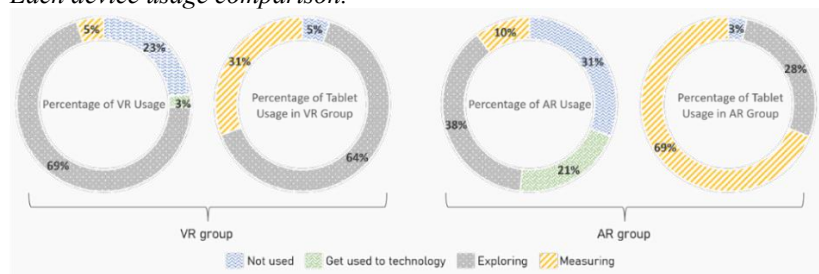 Each device usage comparison.
5%
23%
Percentage of VR Usage
3%
69%
5%
31%
Percentage of Tablet
Usage in VR Group
64%
10%
31%
Percentage of AR Usage
38%
21%
3%
28%
Percentage of Tablet
Usage in AR Group
69%
VR group
AR group
Not used
Get used to technology
Exploring
Measuring